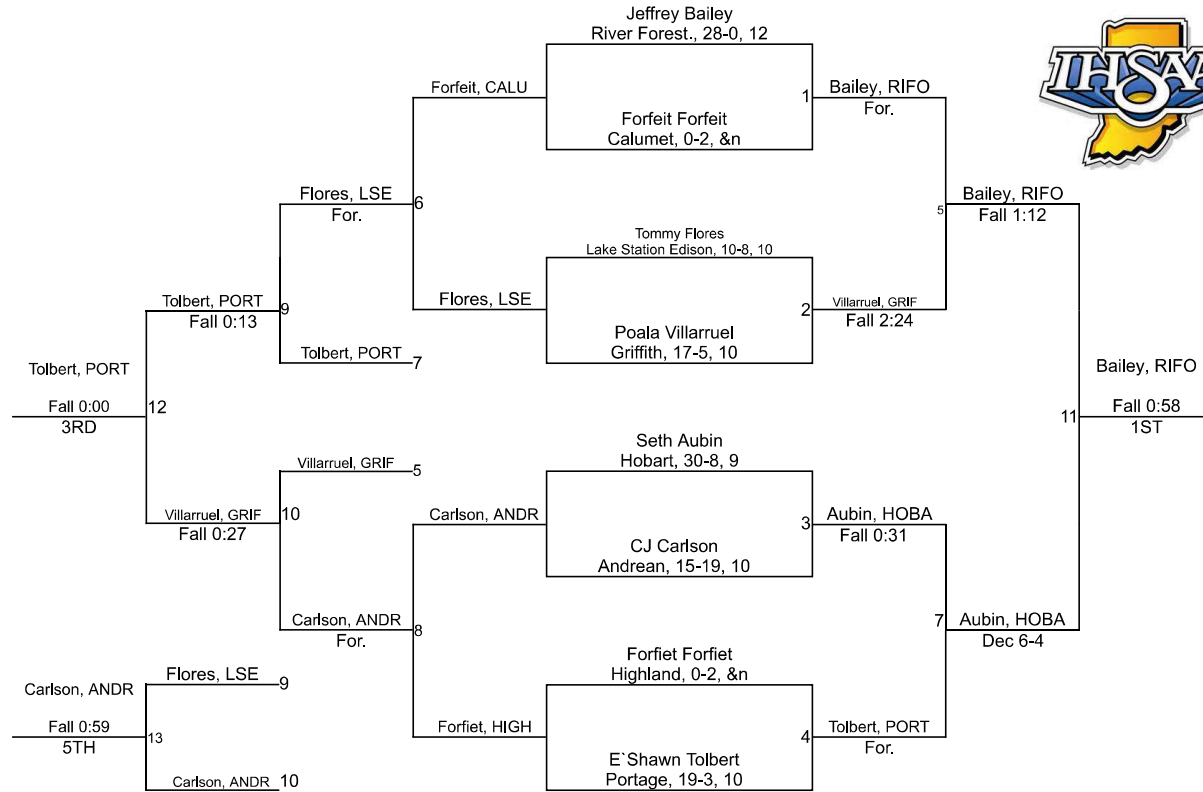 Jeffrey Bailey
River Forest., 28-0, 12
IHSAA
Forfeit, CALU
1
Bailey, RIFO
For.
Forfeit Forfeit
Calumet, 0-2, &n
Flores, LSE
For.
6
5
Bailey, RIFO
Fall 1:12
Tommy Flores
Lake Station Edison, 10-8, 10
Flores, LSE
2
Villarruel, GRIF
Fall 2:24
Tolbert, PORT
Fall 0:13
9
Poala Villarruel
Griffith, 17-5, 10
Tolbert, PORT
7
Tolbert, PORT
Fall 0:00
3RD
12
Bailey, RIFO
11
Fall 0:58
1ST
Seth Aubin
Hobart, 30-8, 9
Villarruel, GRIF
5
Villarruel, GRIF
Fall 0:27
10
Carlson, ANDR
3
Aubin, HOBA
Fall 0:31
CJ Carlson
Andrean, 15-19, 10
Carlson, ANDR
For.
8
7
Aubin, HOBA
Dec 6-4
Forfiet Forfiet
Highland, 0-2, &n
Flores, LSE
9
Carlson, ANDR
Fall 0:59
5TH
13
Forfiet, HIGH
4
Tolbert, PORT
For.
E`Shawn Tolbert
Portage, 19-3, 10
Carlson, ANDR
10